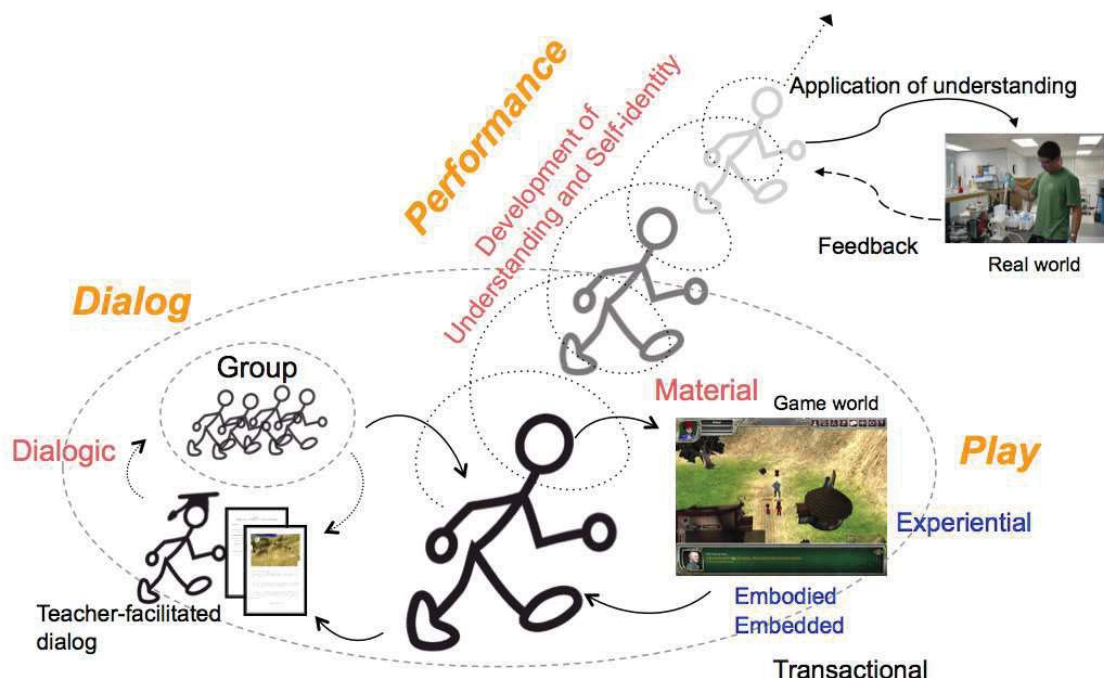 Performance
Development of
Understanding and Self-identity
Application of understanding
Feedback
Real world
Dialog
Group
Dialogic
Teacher-facilitated
dialog
Material
Game world
Play
Experiential
Embodied
Embedded
Transactional